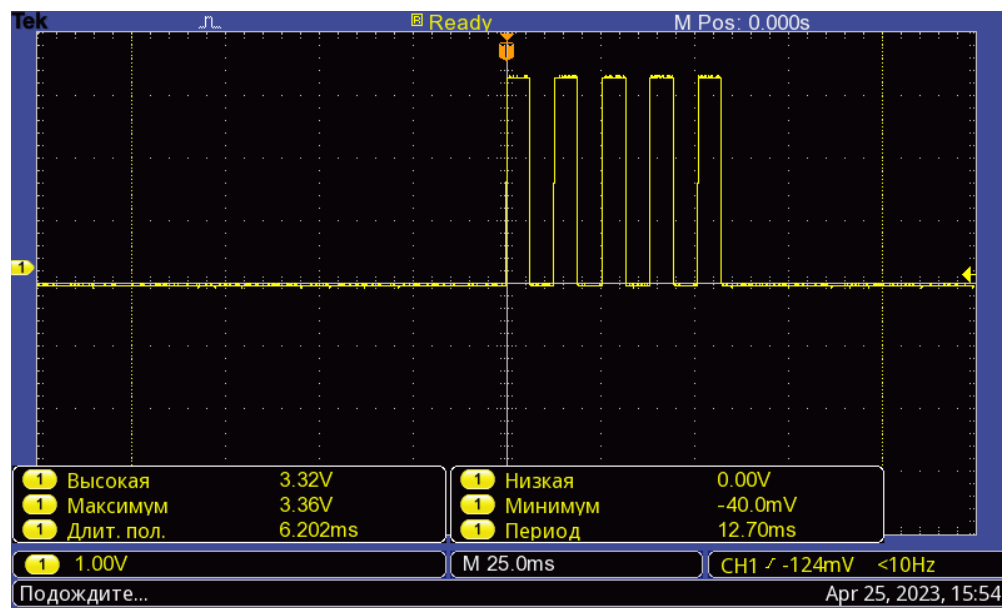 Tek R Ready M Pos: 0.000s
T
1
1 Высокая 3.32V
1 Максимум 3.36V
1 Длит. пол. 6.202ms
1 Низкая 0.00V
1 Минимум -40.0mV
1 Период 12.70ms
1 1.00V M 25.0ms CH1 -124mV <10Hz
Подождите... Apr 25, 2023, 15:54